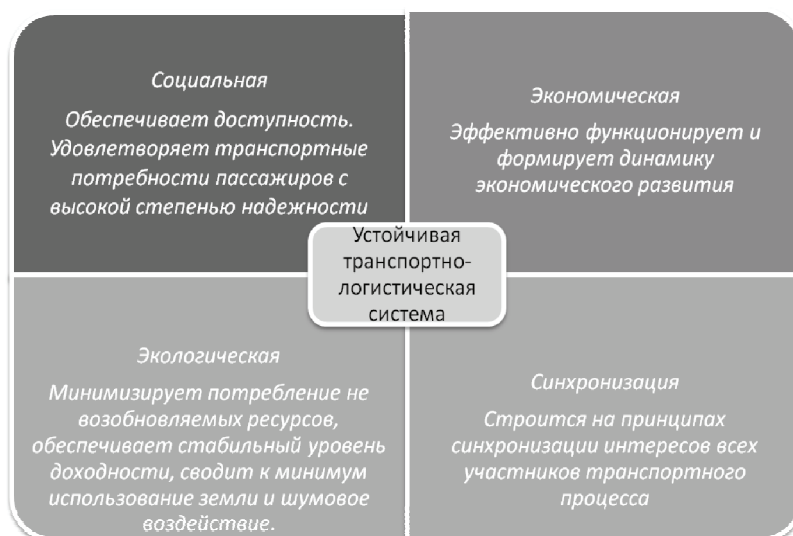 Социальная
Обеспечивает доступность.
Удовлетворяет транспортные
потребности пассажиров с
высокой степенью надежности
Экономическая
Эффективно функционирует и
формирует динамику
экономического развития
Устойчивая
транспортно-
логистическая
система
Экологическая
Минимизирует потребление не
возобновляемых ресурсов,
обеспечивает стабильный уровень
доходности, сводит к минимум
использование земли и шумовое
воздействие.
Синхронизация
Строится на принципах
синхронизации интересов всех
участников транспортного
процесса